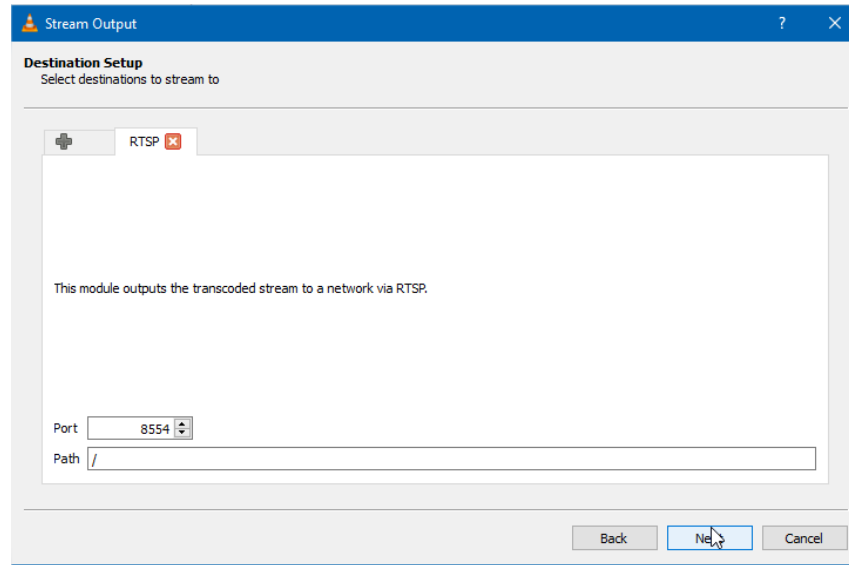 Stream Output
Destination Setup
Select destinations to stream to
RTSP
This module outputs the transcoded stream to a network via RTSP.
Port 8554
Path /
Back Cancel